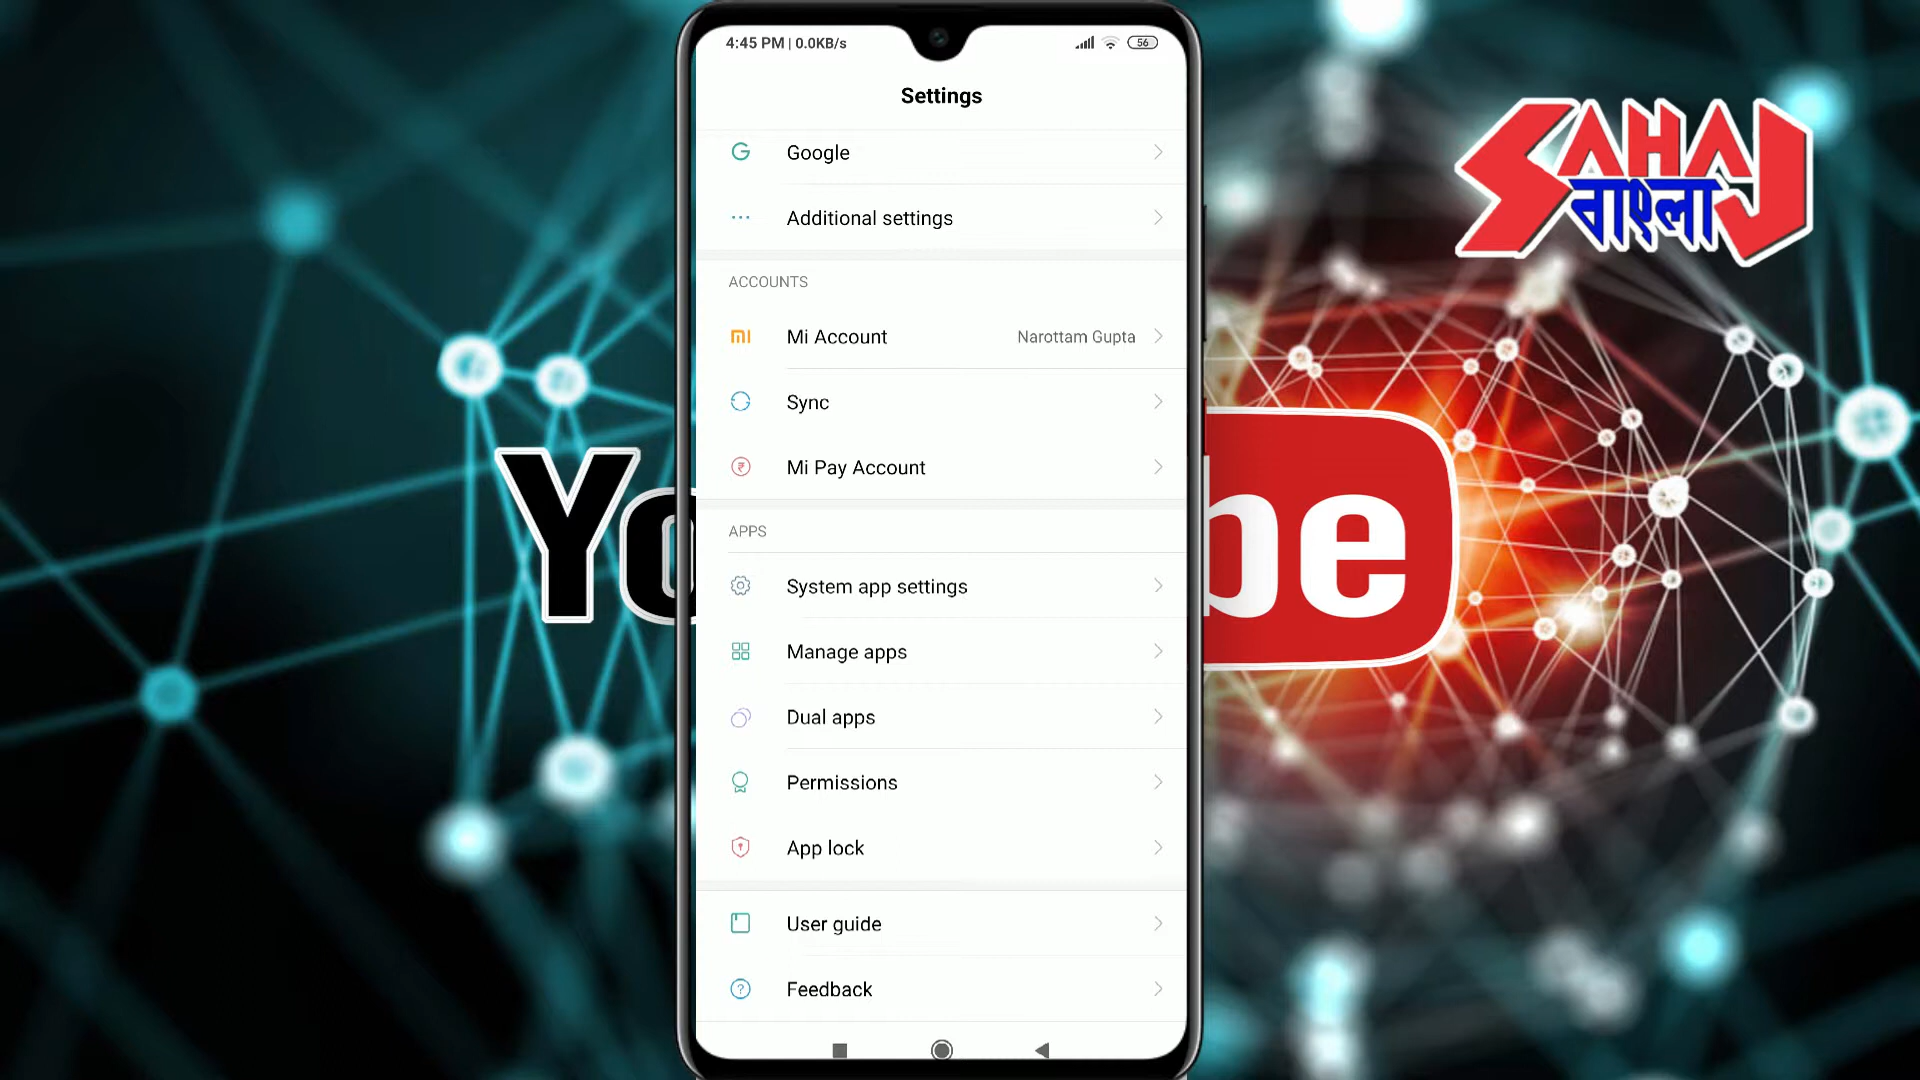 4:45 PM | 0.0KB/s
56
Settings
Google
Additional settings
ACCOUNTS
Mi Account
Narottam Gupta
Sync
Mi Pay Account
APPS
System app settings
Manage apps
Dual apps
Permissions
App lock
User guide
Feedback
SAHAJ
বাংলা
Yo
be